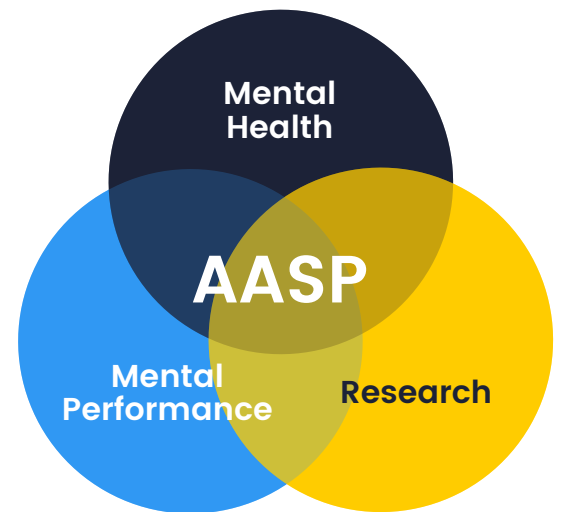 Mental
Health
AASP
Mental
Performance
Research